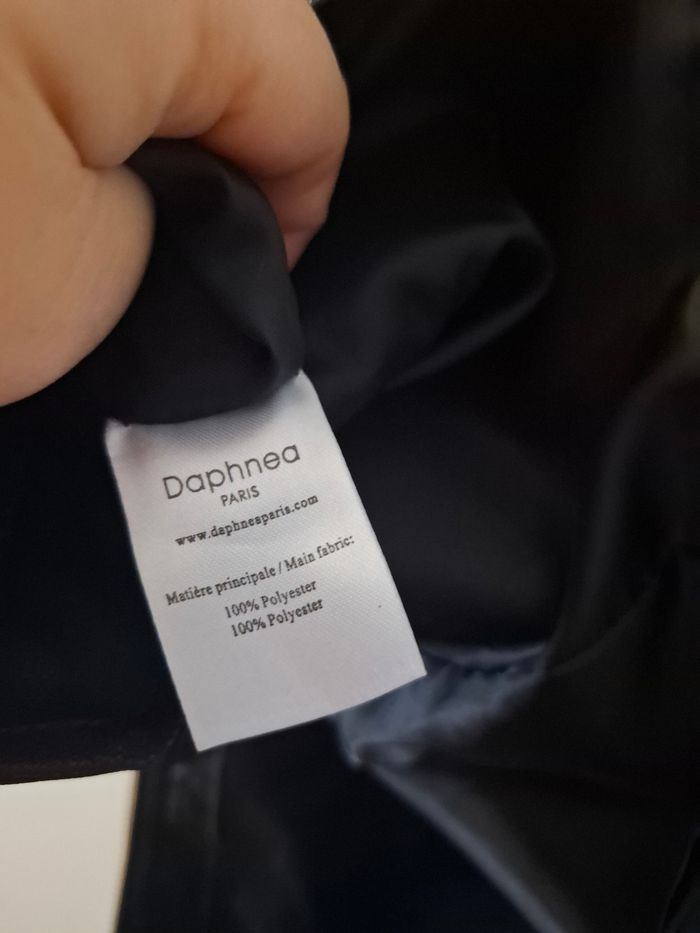 Daphnea
PARIS
www.daphneaparis.com
Matière principale / Main fabric:
100% Polyester
100% Polyester